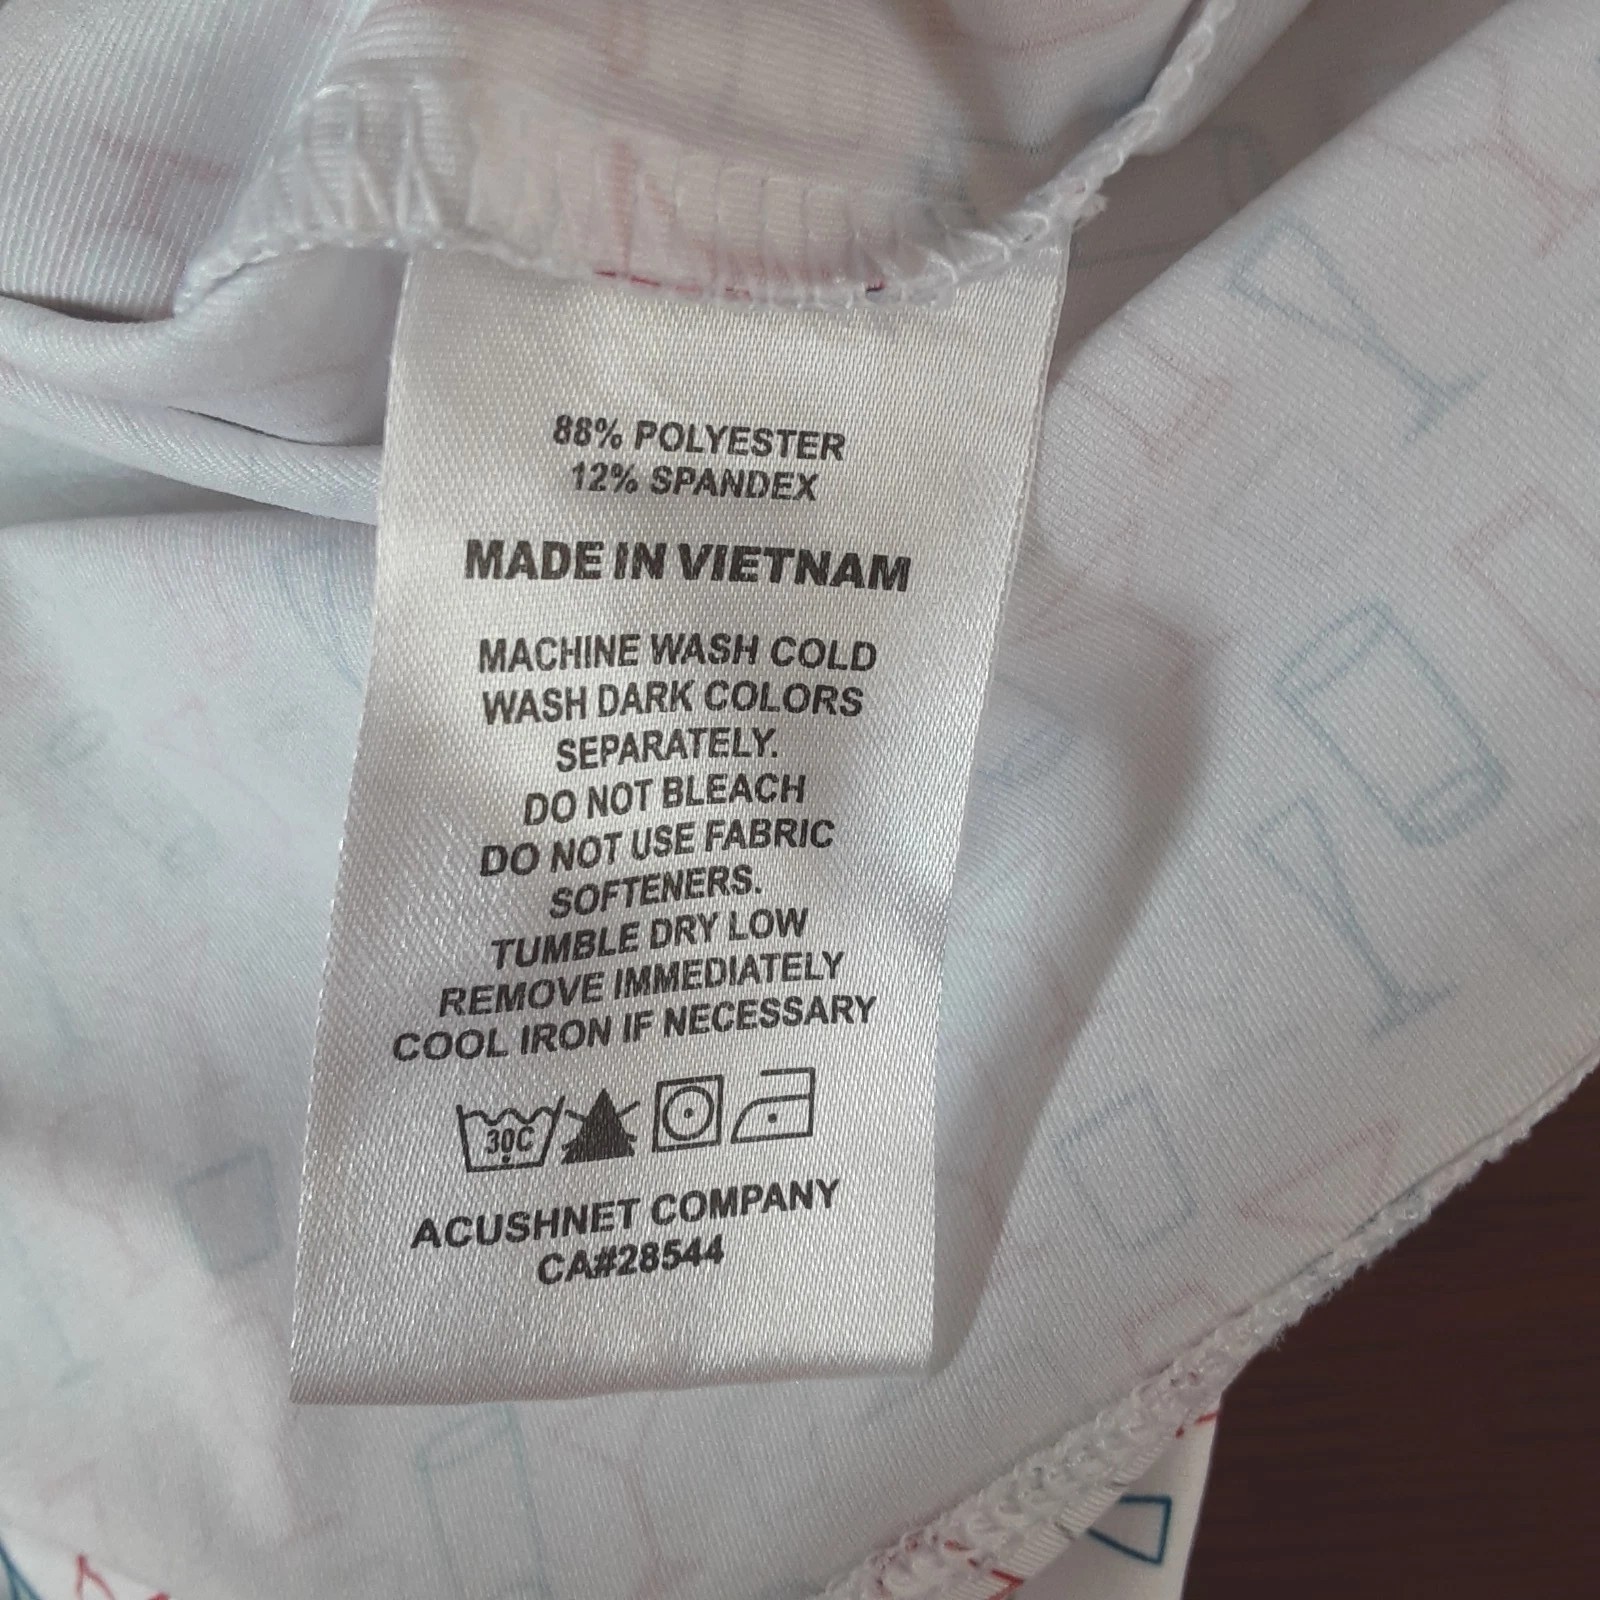 88% POLYESTER
12% SPANDEX
MADE IN VIETNAM
MACHINE WASH COLD
WASH DARK COLORS
SEPARATELY.
DO NOT BLEACH
DO NOT USE FABRIC
SOFTENERS.
TUMBLE DRY LOW
REMOVE IMMEDIATELY
COOL IRON IF NECESSARY
30C
ACUSHNET COMPANY
CA#28544